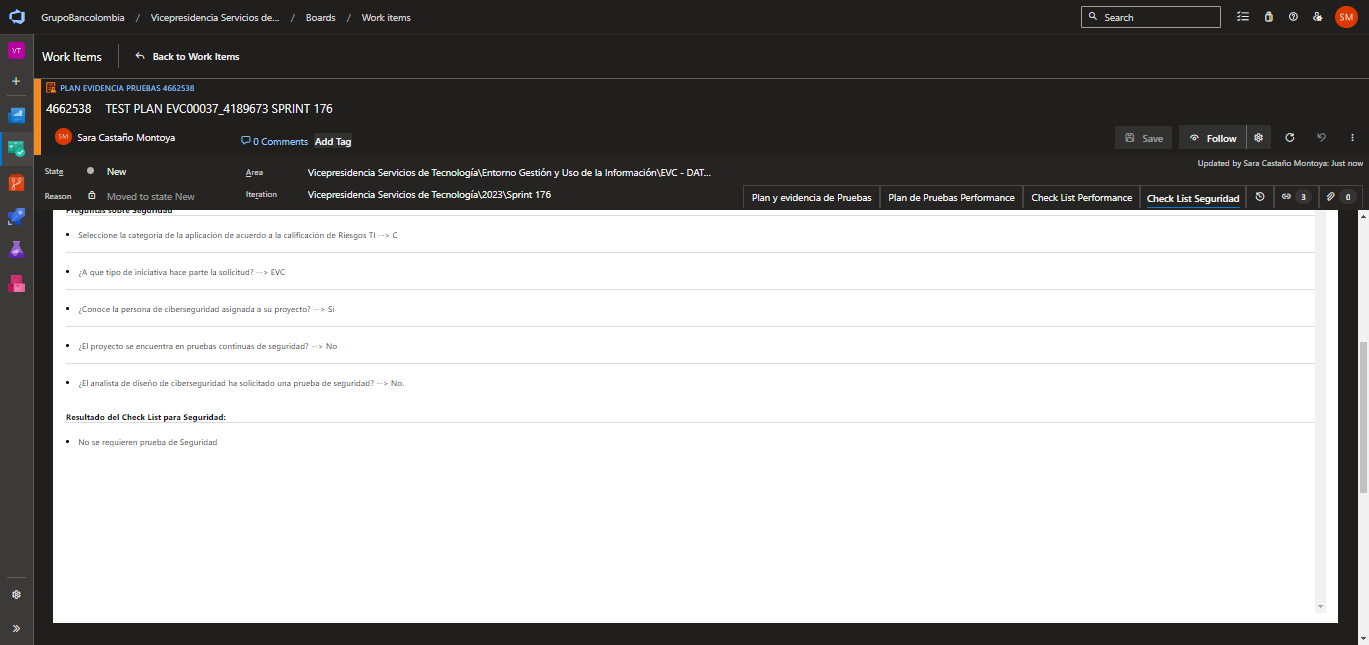 GrupoBancolombia / Vicepresidencia Servicios de... / Boards / Work items
Search
SM
VT
Work Items
Back to Work Items
PLAN EVIDENCIA PRUEBAS 4662538
4662538 TEST PLAN EVC00037_4189673 SPRINT 176
SM Sara Castaño Montoya
0 Comments
Add Tag
Save
Follow
State New
Area Vicepresidencia Servicios de Tecnología\Entorno Gestión y Uso de la Información\EVC - DAT...
Updated by Sara Castaño Montoya: Just now
Reason Moved to state New
Iteration Vicepresidencia Servicios de Tecnología\2023\Sprint 176
Plan y evidencia de Pruebas
Plan de Pruebas Performance
Check List Performance
Check List Seguridad
3
0
Preguntas sobre Seguridad
• Seleccione la categoría de la aplicación de acuerdo a la calificación de Riesgos TI --> C
• ¿A que tipo de iniciativa hace parte la solicitud? --> EVC
• ¿Conoce la persona de ciberseguridad asignada a su proyecto? --> Si
• ¿El proyecto se encuentra en pruebas continuas de seguridad? --> No
• ¿El analista de diseño de ciberseguridad ha solicitado una prueba de seguridad? --> No.
Resultado del Check List para Seguridad:
• No se requieren prueba de Seguridad